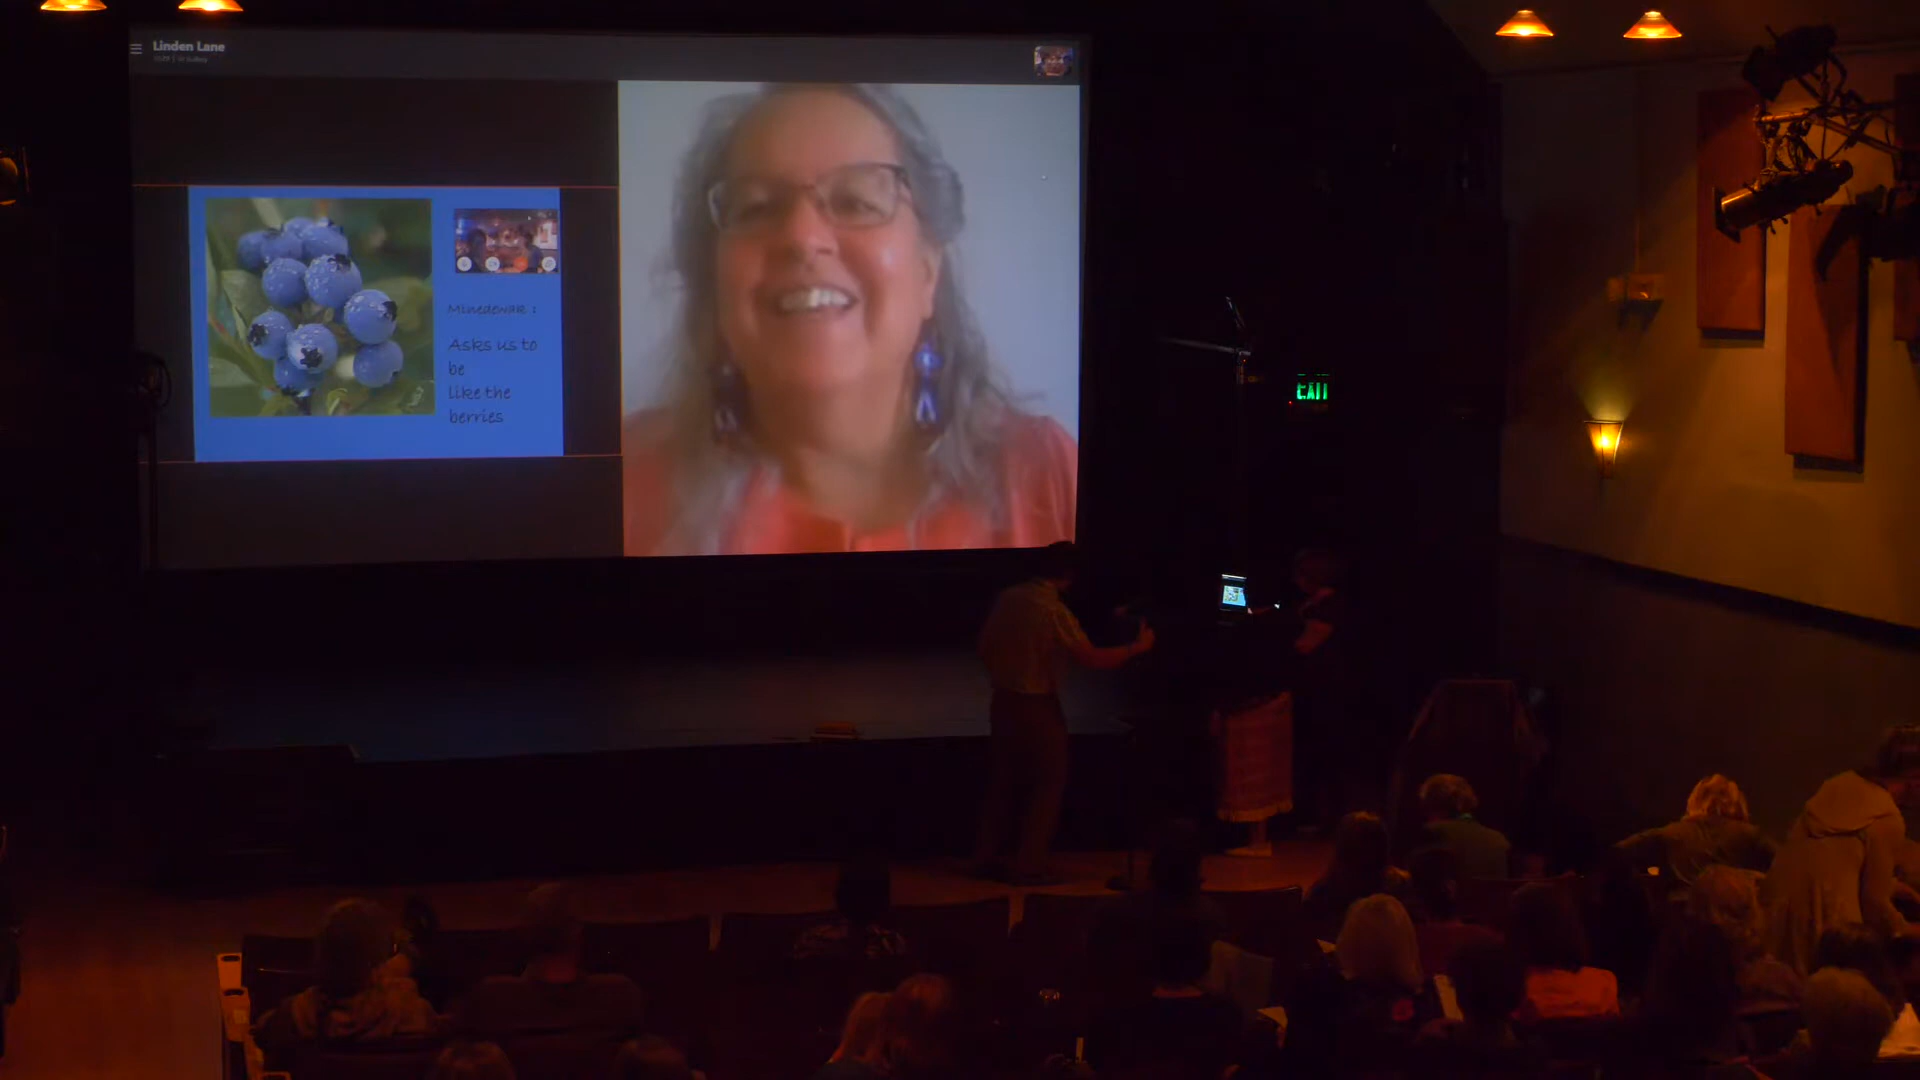 Linden Lane
Minedewak :
Asks us to
be
like the
berries
EXIT